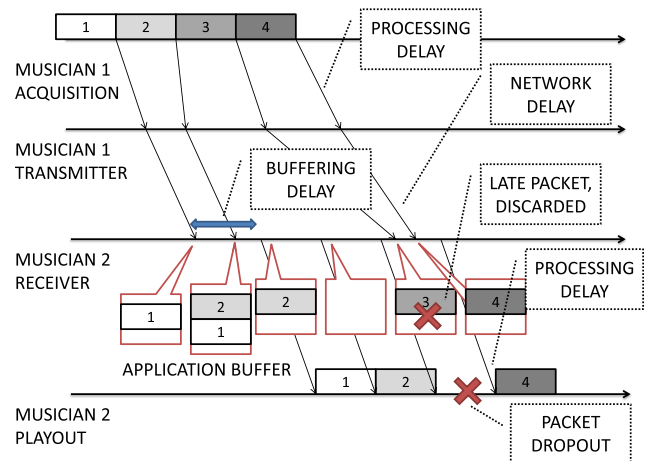 1 2 3 4
PROCESSING
DELAY
MUSICIAN 1
ACQUISITION
NETWORK
DELAY
MUSICIAN 1
TRANSMITTER
BUFFERING
DELAY
LATE PACKET,
DISCARDED
MUSICIAN 2
RECEIVER
PROCESSING
DELAY
1
2
1
2
3
4
APPLICATION BUFFER
1 2 4
MUSICIAN 2
PLAYOUT
PACKET
DROPOUT